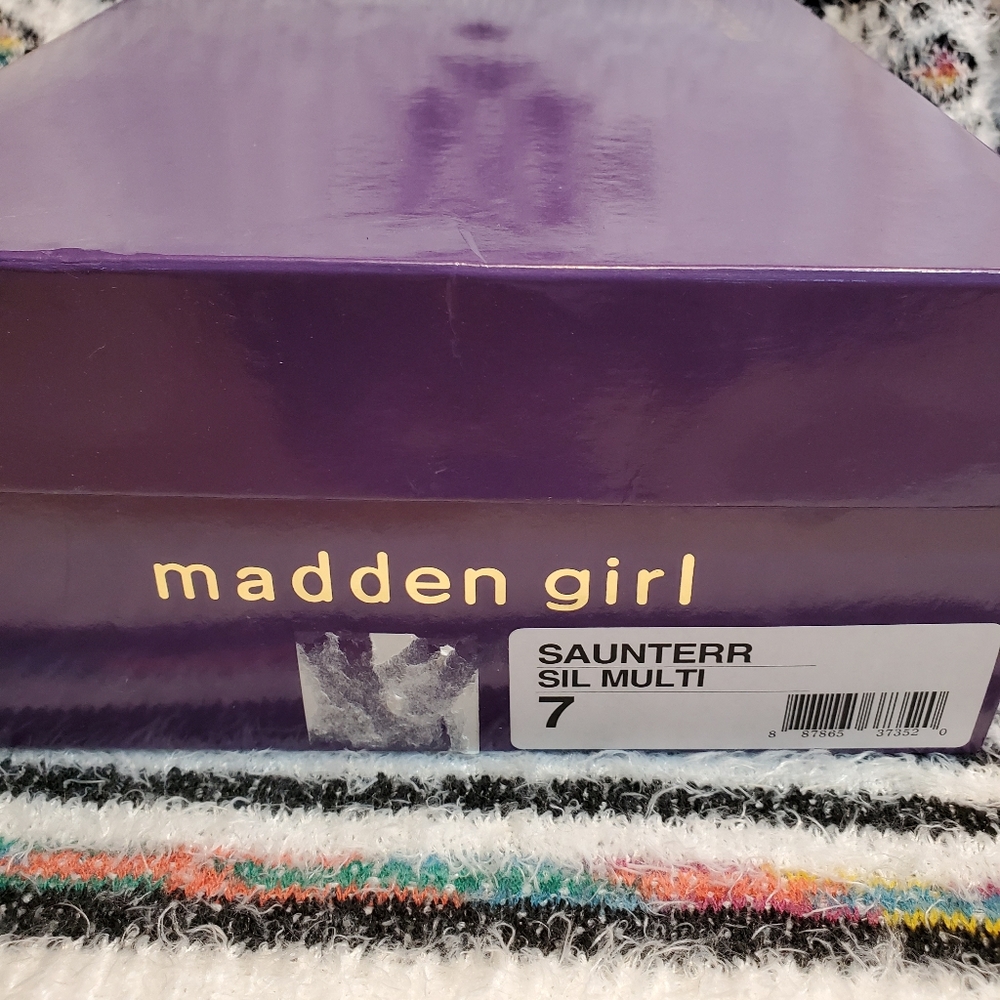 madden girl
SAUNTERR
SIL MULTI
7
8 87865 37352 0